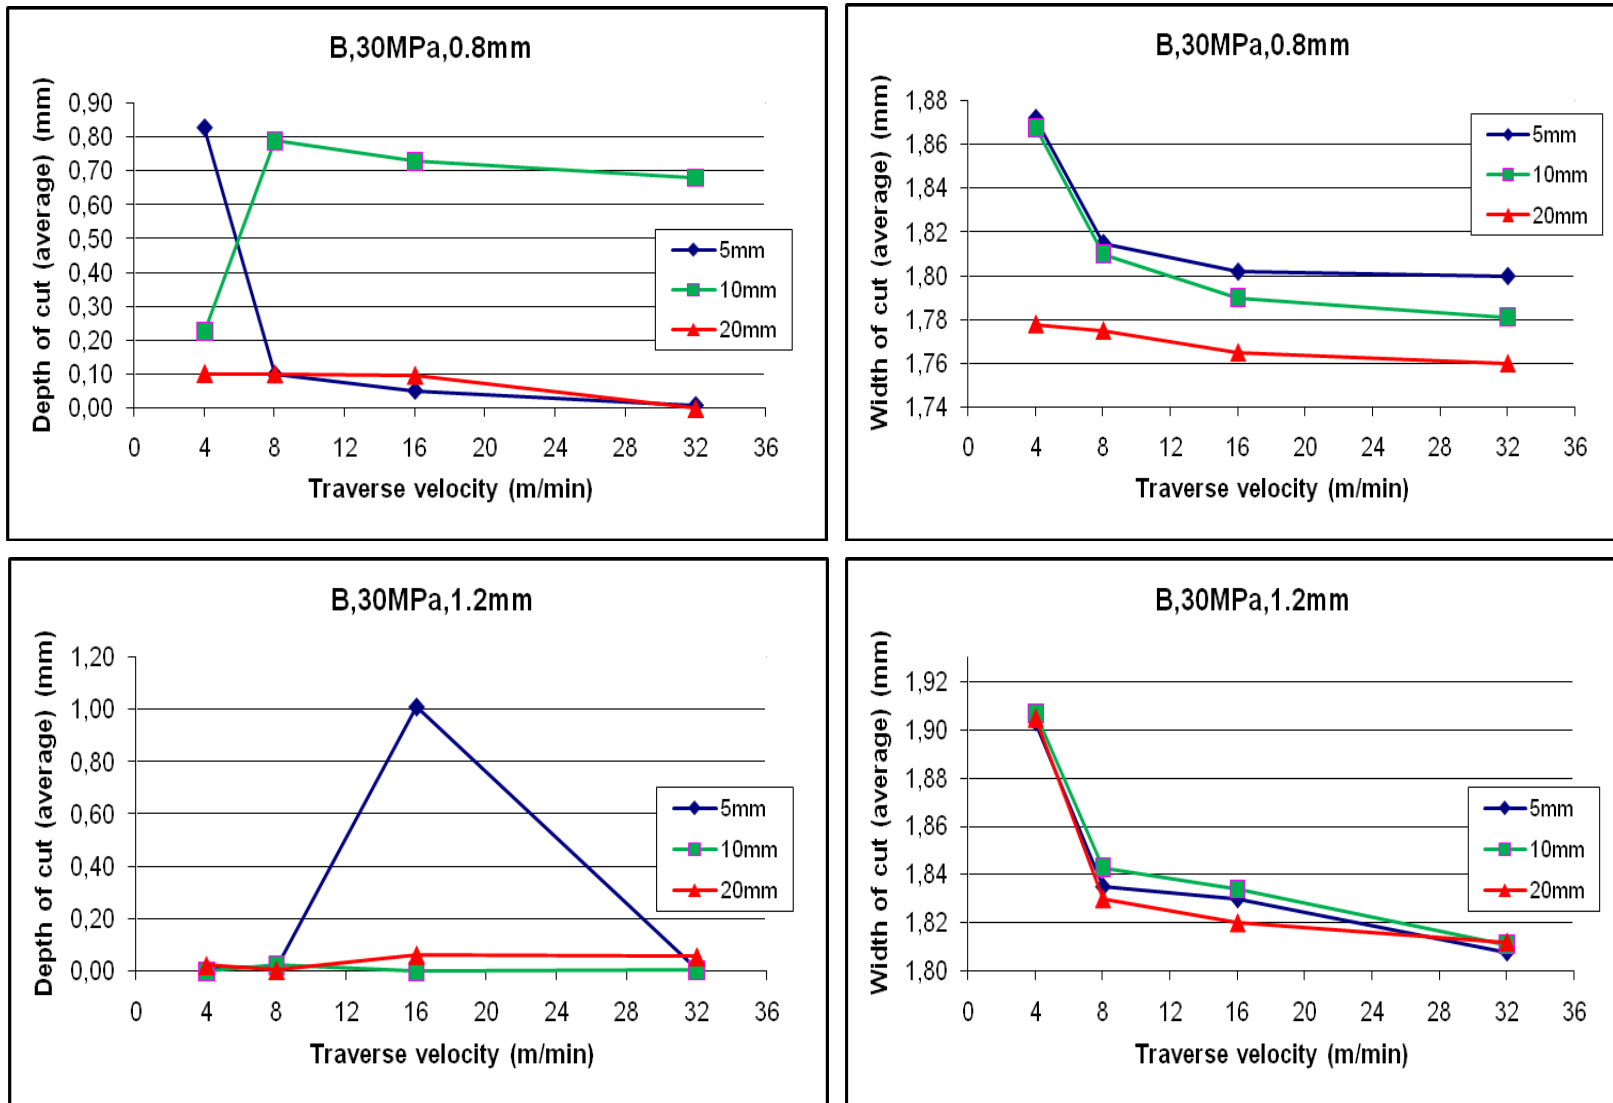 B,30MPa,0.8mm
Depth of cut (average) (mm)
0,90
0,80
0,70
0,60
0,50
0,40
0,30
0,20
0,10
0,00
0 4 8 12 16 20 24 28 32 36
Traverse velocity (m/min)
5mm
10mm
20mm
B,30MPa,0.8mm
Width of cut (average) (mm)
1,88
1,86
1,84
1,82
1,80
1,78
1,76
1,74
0 4 8 12 16 20 24 28 32 36
Traverse velocity (m/min)
5mm
10mm
20mm
B,30MPa,1.2mm
Depth of cut (average) (mm)
1,20
1,00
0,80
0,60
0,40
0,20
0,00
0 4 8 12 16 20 24 28 32 36
Traverse velocity (m/min)
5mm
10mm
20mm
B,30MPa,1.2mm
Width of cut (average) (mm)
1,92
1,90
1,88
1,86
1,84
1,82
1,80
0 4 8 12 16 20 24 28 32 36
Traverse velocity (m/min)
5mm
10mm
20mm